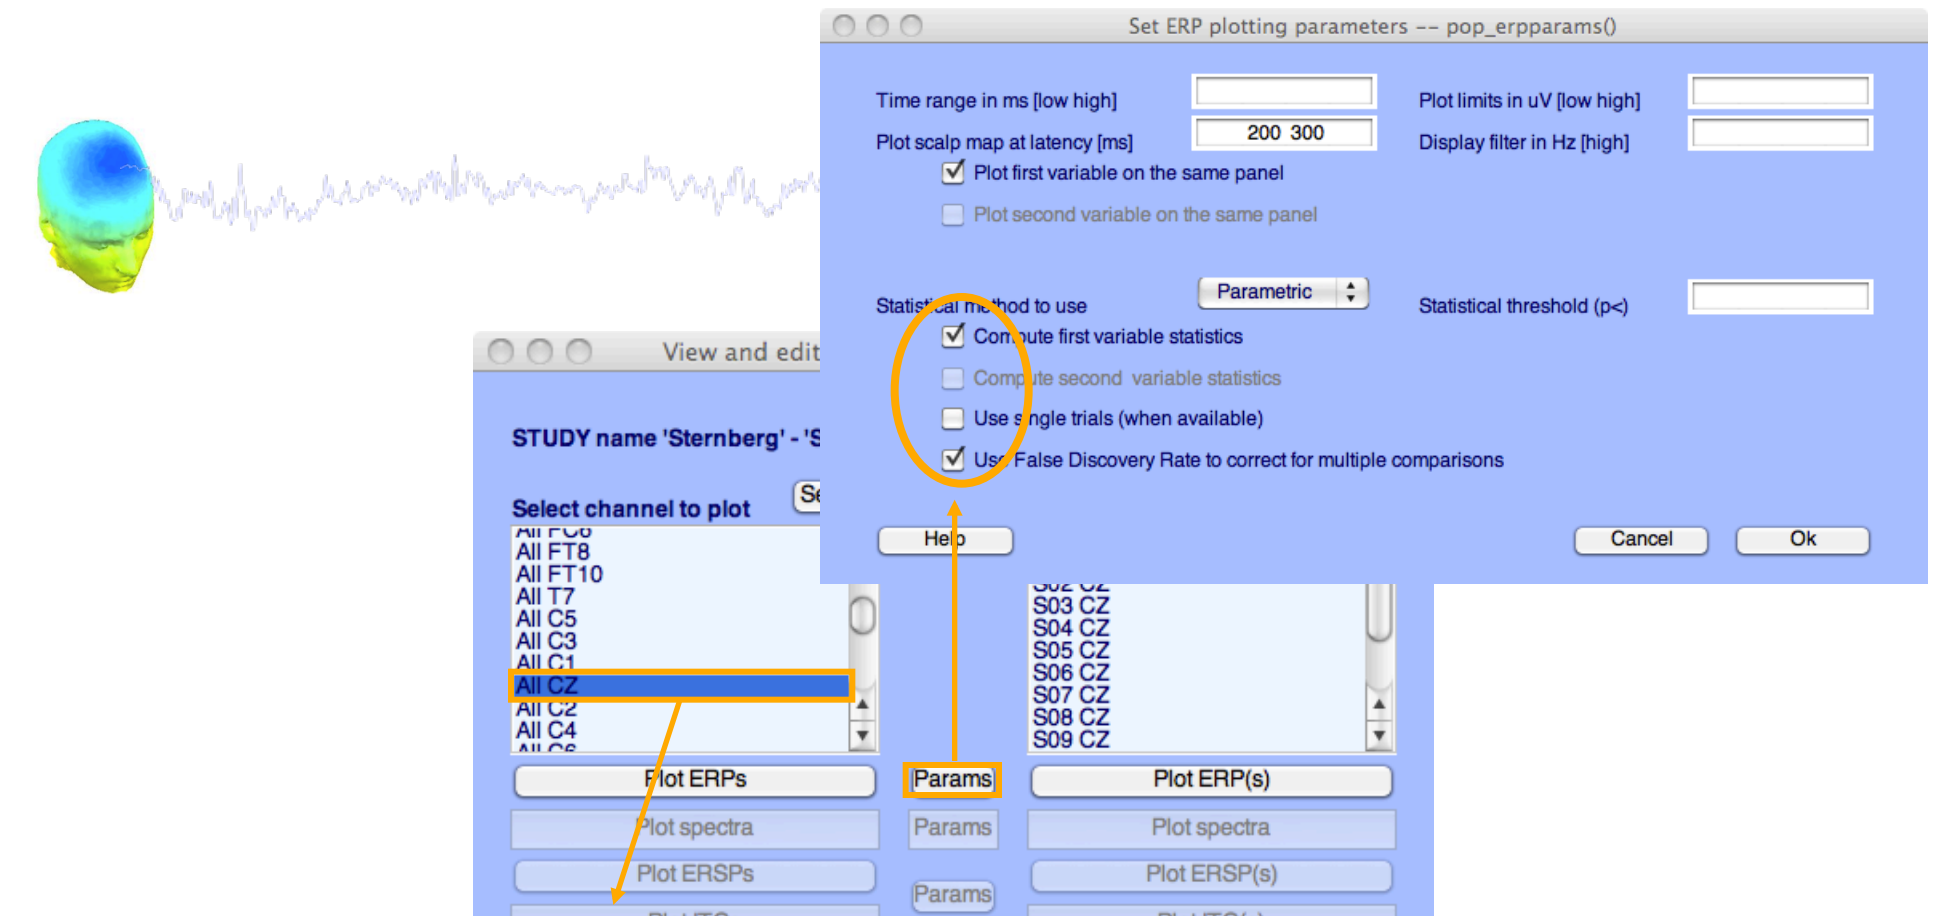 Set ERP plotting parameters -- pop_erpparams()
Time range in ms [low high]
Plot limits in uV [low high]
Plot scalp map at latency [ms]
200 300
Display filter in Hz [high]
Plot first variable on the same panel
Plot second variable on the same panel
Statistical method to use
Parametric
Statistical threshold (p<)
Compute first variable statistics
Compute second variable statistics
Use single trials (when available)
Use False Discovery Rate to correct for multiple comparisons
Help
Cancel
Ok
View and edit
STUDY name 'Sternberg' - 'S
Select channel to plot
Se
All FC6
All FT8
All FT10
All T7
All C5
All C3
All C1
All CZ
All C2
All C4
All C6
S02 CZ
S03 CZ
S04 CZ
S05 CZ
S06 CZ
S07 CZ
S08 CZ
S09 CZ
Plot ERPs
Params
Plot ERP(s)
Plot spectra
Params
Plot spectra
Plot ERSPs
Params
Plot ERSP(s)